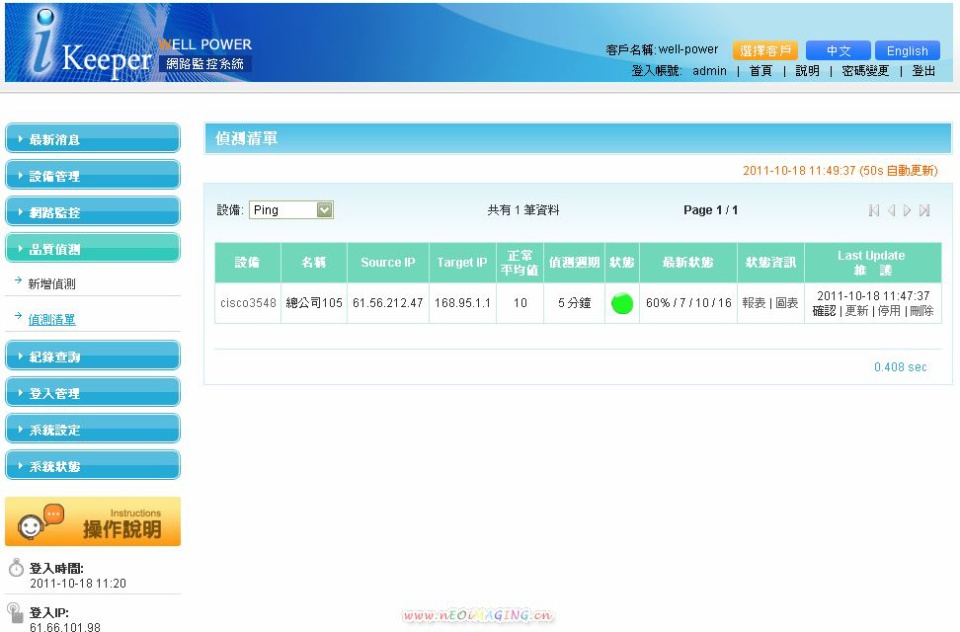 i Keeper WELL POWER
網路監控系統
客戶名稱: well-power 選擇客戶 中文 English
登入帳號: admin | 首頁 | 說明 | 密碼變更 | 登出
最新消息
設備管理
網路監控
品質偵測
新增偵測
偵測清單
紀錄查詢
登入管理
系統設定
系統狀態
Instructions
操作說明
登入時間:
2011-10-18 11:20
登入IP:
61.66.101.98
偵測清單
2011-10-18 11:49:37 (50s 自動更新)
設備: Ping 共有 1 筆資料 Page 1 / 1
設備 名稱 Source IP Target IP 正常平均值 偵測週期 狀態 最新狀態 狀態資訊 Last Update 維 護
cisco3548 總公司105 61.56.212.47 168.95.1.1 10 5 分鐘 60% / 7 / 10 / 16 報表 | 圖表 2011-10-18 11:47:37
確認 | 更新 | 停用 | 刪除
0.408 sec
www.nEOiMAGING.cn